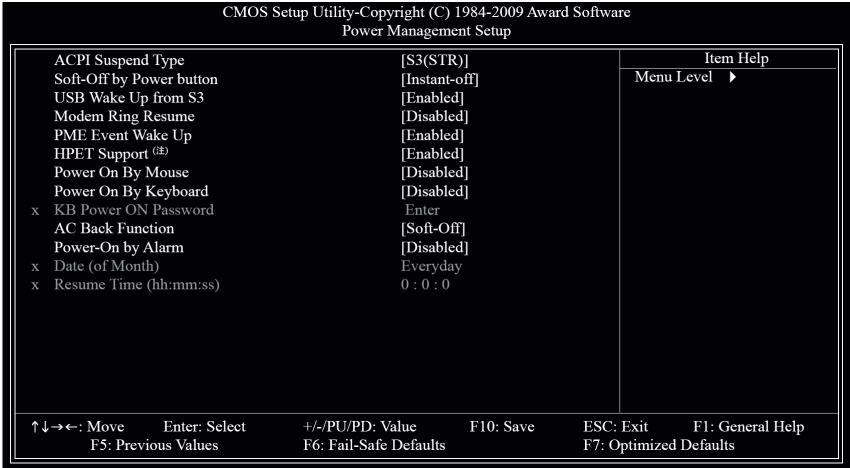 CMOS Setup Utility-Copyright (C) 1984-2009 Award Software
Power Management Setup
ACPI Suspend Type [S3(STR)]
Soft-Off by Power button [Instant-off]
USB Wake Up from S3 [Enabled]
Modem Ring Resume [Disabled]
PME Event Wake Up [Enabled]
HPET Support (注) [Enabled]
Power On By Mouse [Disabled]
Power On By Keyboard [Disabled]
x KB Power ON Password Enter
AC Back Function [Soft-Off]
Power-On by Alarm [Disabled]
x Date (of Month) Everyday
x Resume Time (hh:mm:ss) 0 : 0 : 0
Item Help
Menu Level ▶
↑↓→←: Move Enter: Select +/-/PU/PD: Value F10: Save ESC: Exit F1: General Help
F5: Previous Values F6: Fail-Safe Defaults F7: Optimized Defaults